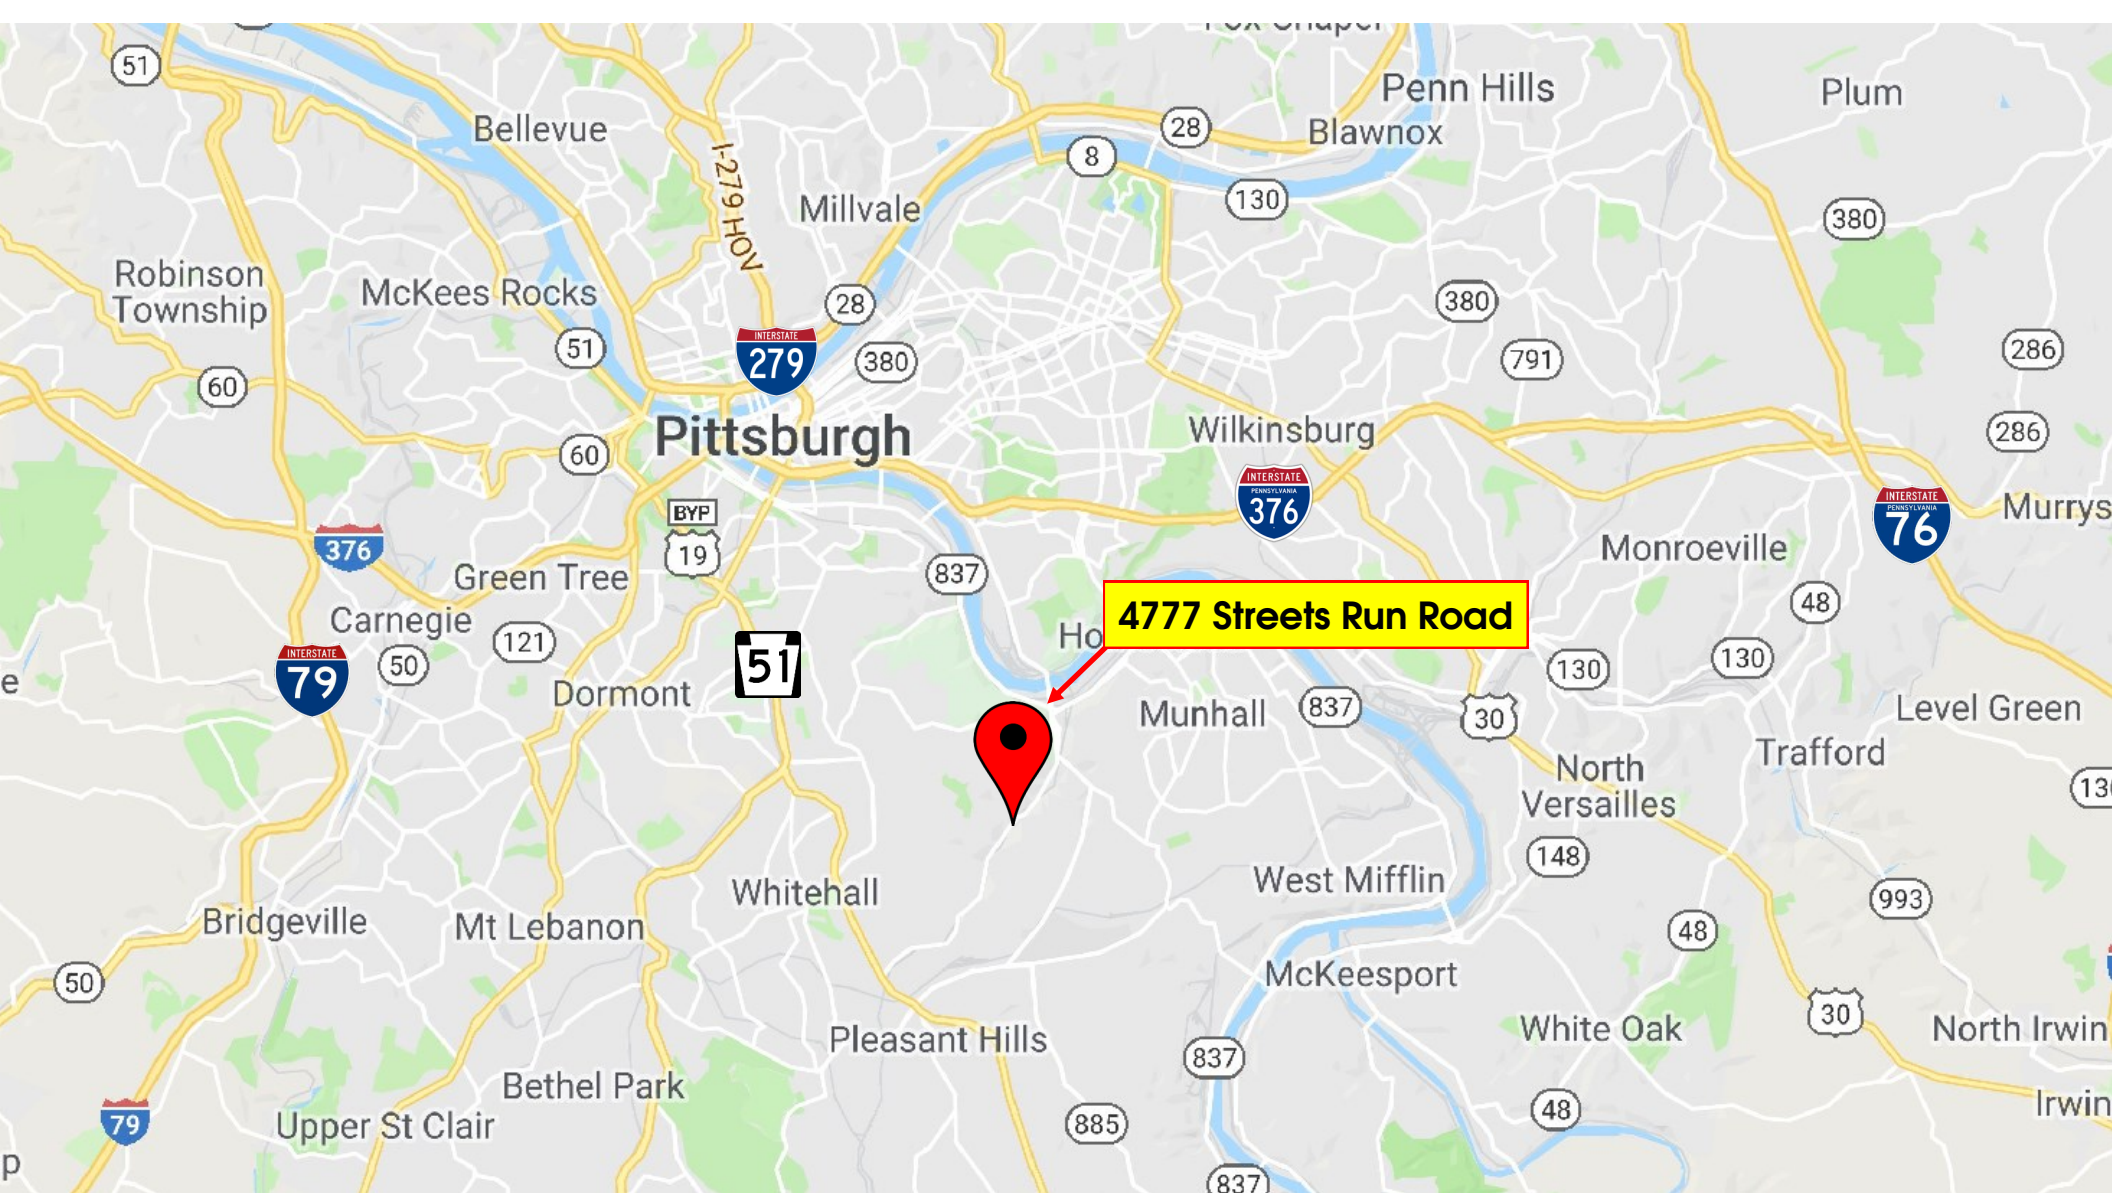 Fox Chapel
51
Penn Hills
Plum
Bellevue
28
Blawnox
8
I-279 HOV
130
Millvale
380
Robinson
Township
McKees Rocks
28
380
51
INTERSTATE
279
380
791
286
60
Pittsburgh
Wilkinsburg
286
60
INTERSTATE
PENNSYLVANIA
376
INTERSTATE
PENNSYLVANIA
76
BYP
19
Murrys
376
Monroeville
837
Green Tree
4777 Streets Run Road
48
Carnegie
121
Ho
INTERSTATE
79
50
51
130
130
e
Dormont
Munhall
837
30
Level Green
Trafford
North
Versailles
13
148
West Mifflin
Whitehall
993
Bridgeville
Mt Lebanon
48
50
McKeesport
30
White Oak
North Irwin
Pleasant Hills
837
Bethel Park
48
Irwin
79
Upper St Clair
885
p
837